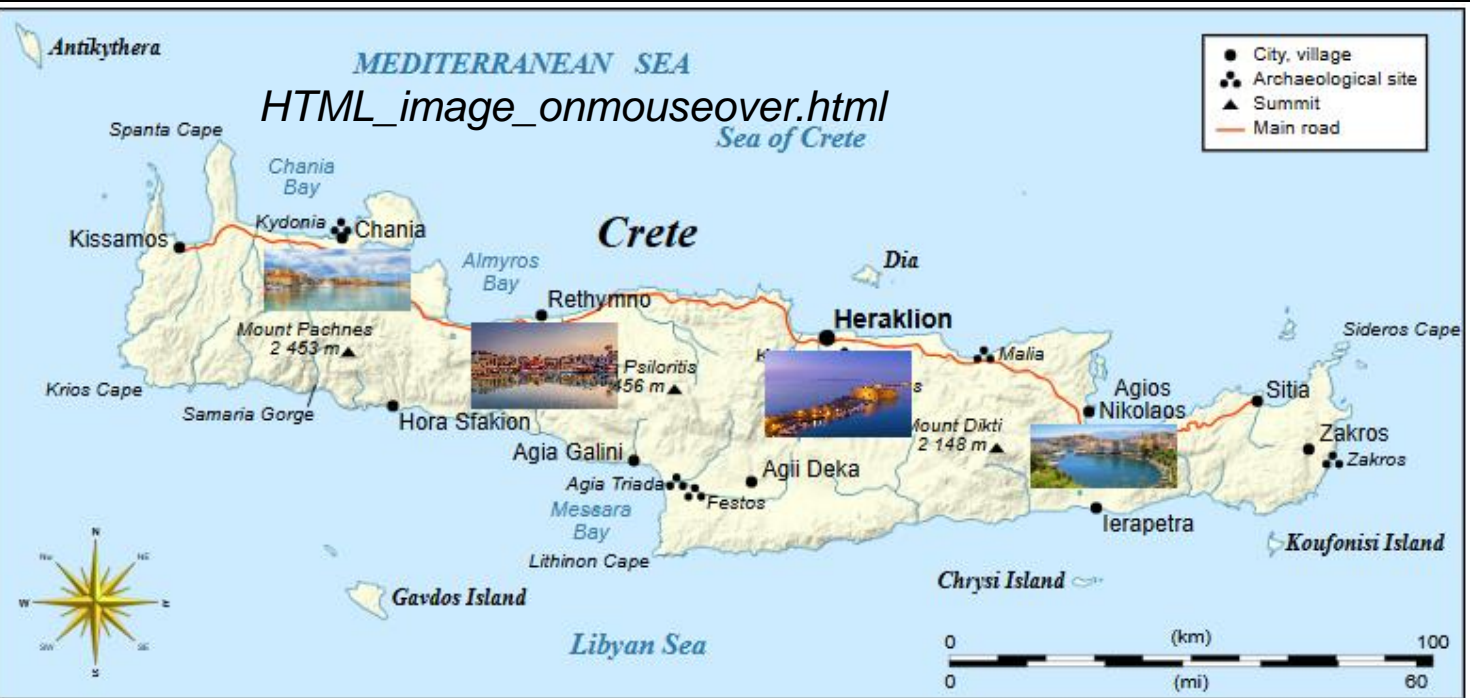 Antikythera
MEDITERRANEAN SEA
HTML_image_onmouseover.html
City, village
Archaeological site
Summit
Main road
Spanta Cape
Sea of Crete
Chania
Bay
Kydonia
Chania
Kissamos
Crete
Almyros
Bay
Dia
Rethymno
Heraklion
Mount Pachnes
2 453 m
Sideros Cape
Psiloritis
456 m
Malia
Krios Cape
Samaria Gorge
Hora Sfakion
Agios
Nikolaos
Sitia
Mount Dikti
2 148 m
Zakros
Zakros
Agia Galini
Agii Deka
Agia Triada
Festos
Messara
Bay
Lithinon Cape
Ierapetra
Koufonisi Island
Chrysi Island
Gavdos Island
Libyan Sea
N
NE
E
SE
S
SW
W
0 (km) 100
0 (mi) 60